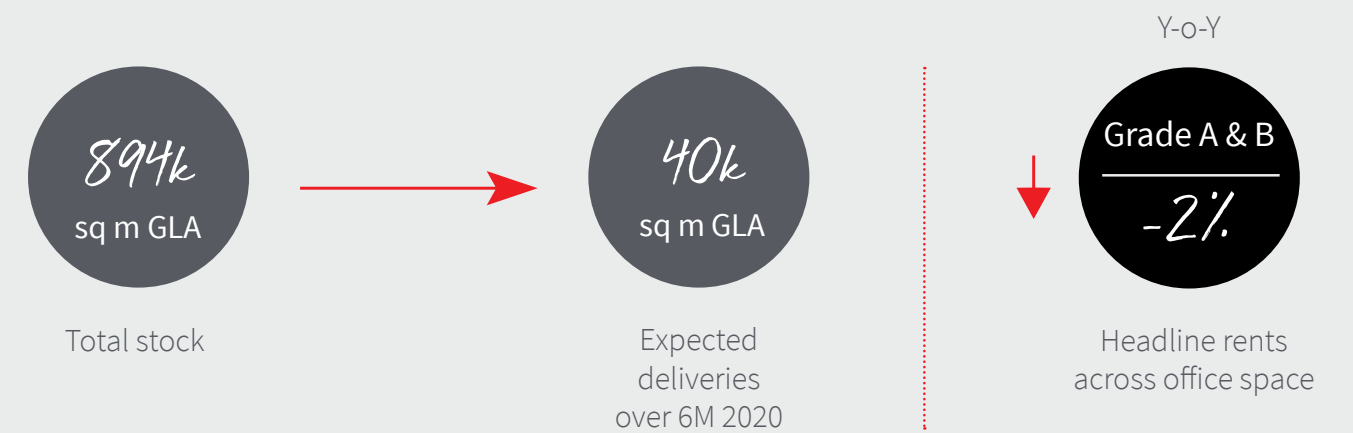 894k
sq m GLA
Total stock
40k
sq m GLA
Expected
deliveries
over 6M 2020
Y-o-Y
Grade A & B
-2%
Headline rents
across office space